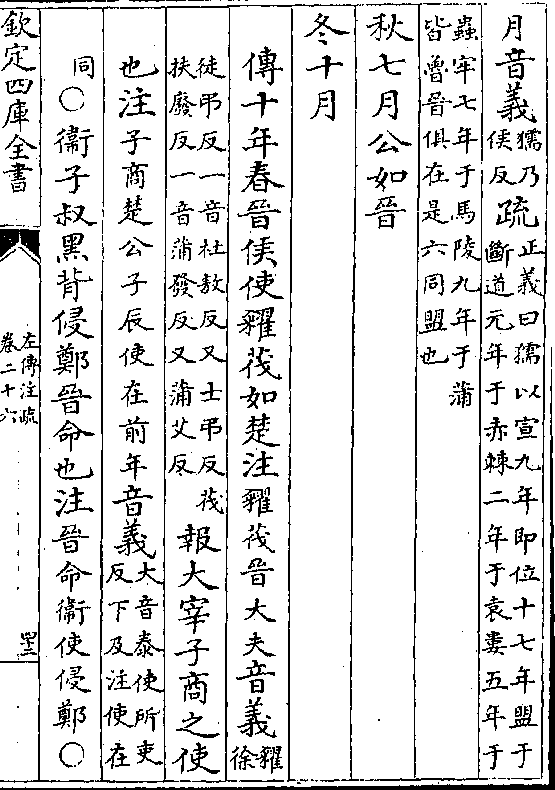 月音義獳乃侯反疏正義曰獳以宣九年即位十七年盟于斷道元年于赤棘二年于袁婁五年于
蟲牢七年于馬陵九年于蒲皆魯晉俱在是六同盟也
秋七月公如晉
冬十月
傳十年春晉侯使糴茷如楚注糴茷晉大夫音義糴徐
徒弔反一音杜敖反又士弔反茷扶廢反一音蒲發反又蒲艾反報大宰子商之使
也注子商楚公子辰使在前年音義大音泰使所吏反下及注使在
同○衞子叔黑背侵鄭晉命也注晉命衞使侵鄭○
欽定四庫全書
左傳注疏
卷二十六